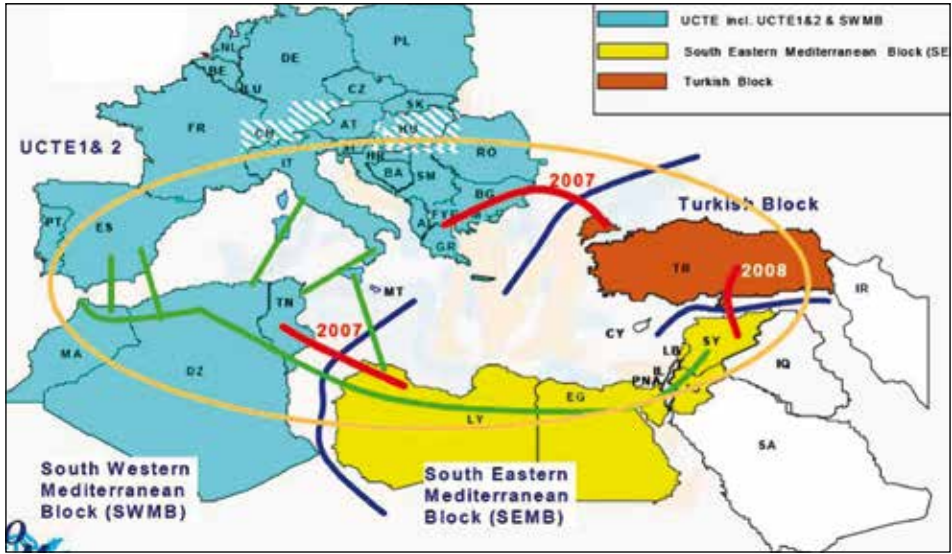 UCTE incl. UCTE1&2 & SWMB
South Eastern Mediterranean Block (SE
Turkish Block
NL
DE
PL
BE
LU
CZ
SK
FR
CH
AT
HU
UCTE1& 2
IT
RO
HR
BA
SM
BG
2007
PT
ES
AL
FYR
GR
Turkish Block
TR
2008
IR
MT
TN
2007
CY
SY
LB
IL
PNA
IQ
MA
DZ
LY
EG
SA
South Western
Mediterranean
Block (SWMB)
South Eastern
Mediterranean
Block (SEMB)